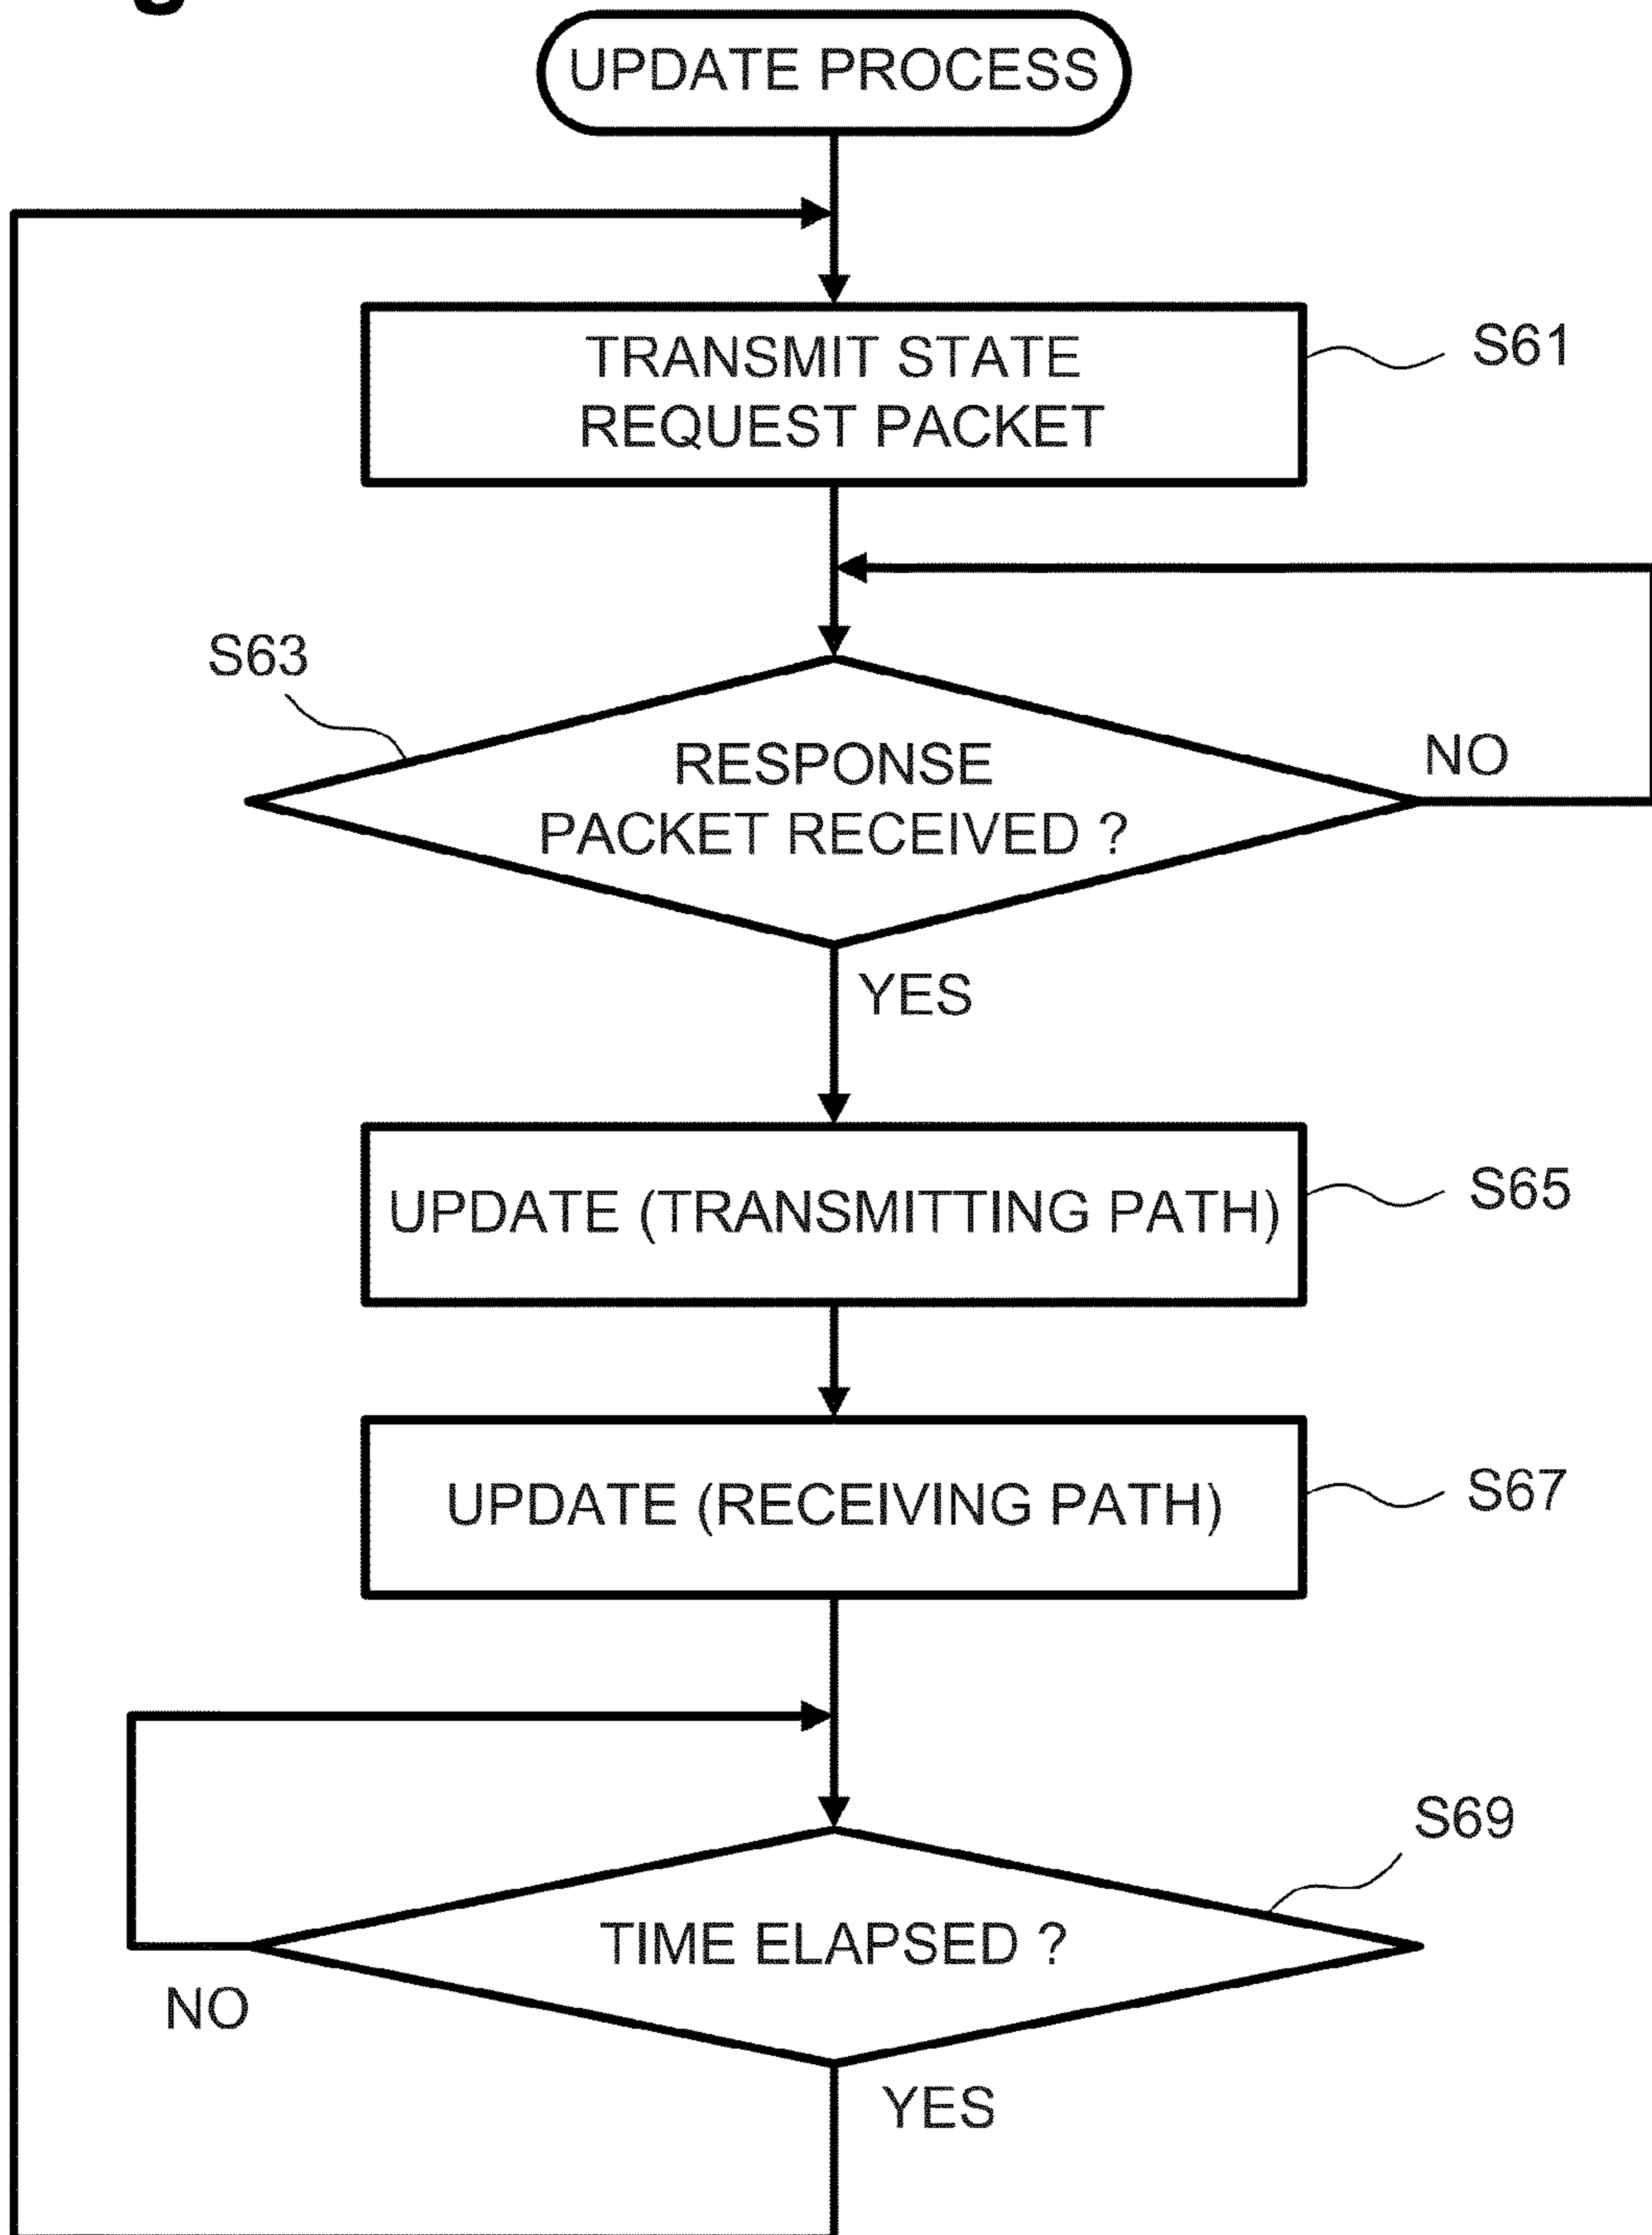 UPDATE PROCESS
TRANSMIT STATE
REQUEST PACKET
S61
S63
RESPONSE
PACKET RECEIVED ?
NO
YES
UPDATE (TRANSMITTING PATH)
S65
UPDATE (RECEIVING PATH)
S67
S69
TIME ELAPSED ?
NO
YES